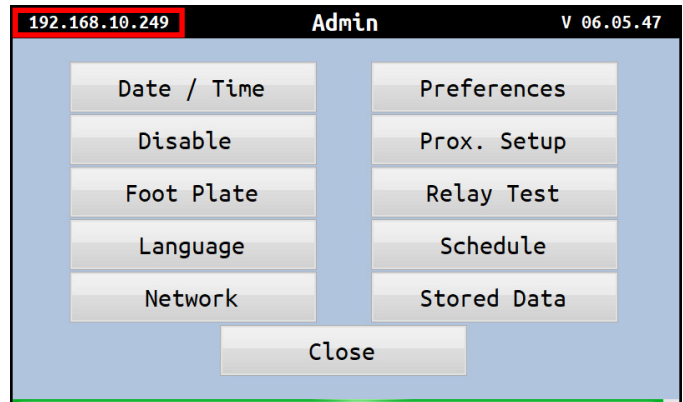 192.168.10.249 Admin V 06.05.47
Date / Time Preferences
Disable Prox. Setup
Foot Plate Relay Test
Language Schedule
Network Stored Data
Close